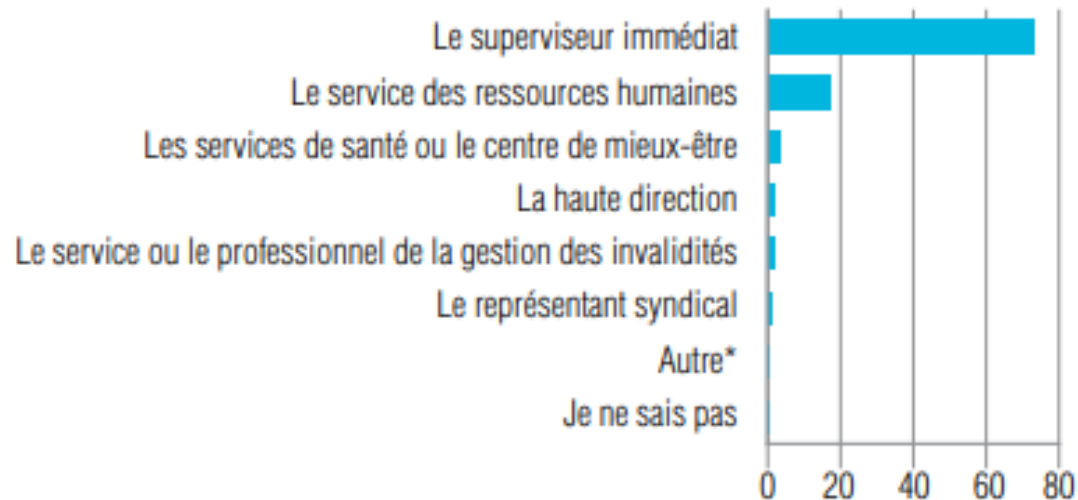 Le superviseur immédiat
Le service des ressources humaines
Les services de santé ou le centre de mieux-être
La haute direction
Le service ou le professionnel de la gestion des invalidités
Le représentant syndical
Autre*
Je ne sais pas
0 20 40 60 80